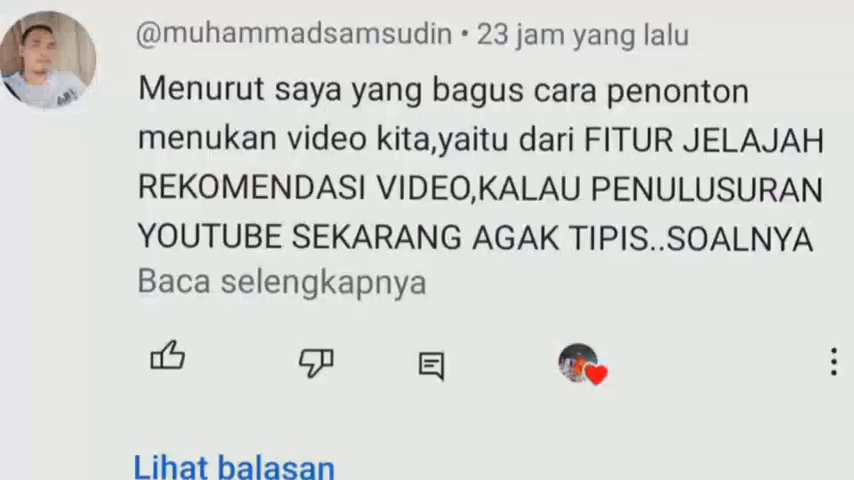 @muhammadsamsudin • 23 jam yang lalu
Menurut saya yang bagus cara penonton
menukan video kita,yaitu dari FITUR JELAJAH
REKOMENDASI VIDEO,KALAU PENULUSURAN
YOUTUBE SEKARANG AGAK TIPIS..SOALNYA
Baca selengkapnya
Lihat balasan